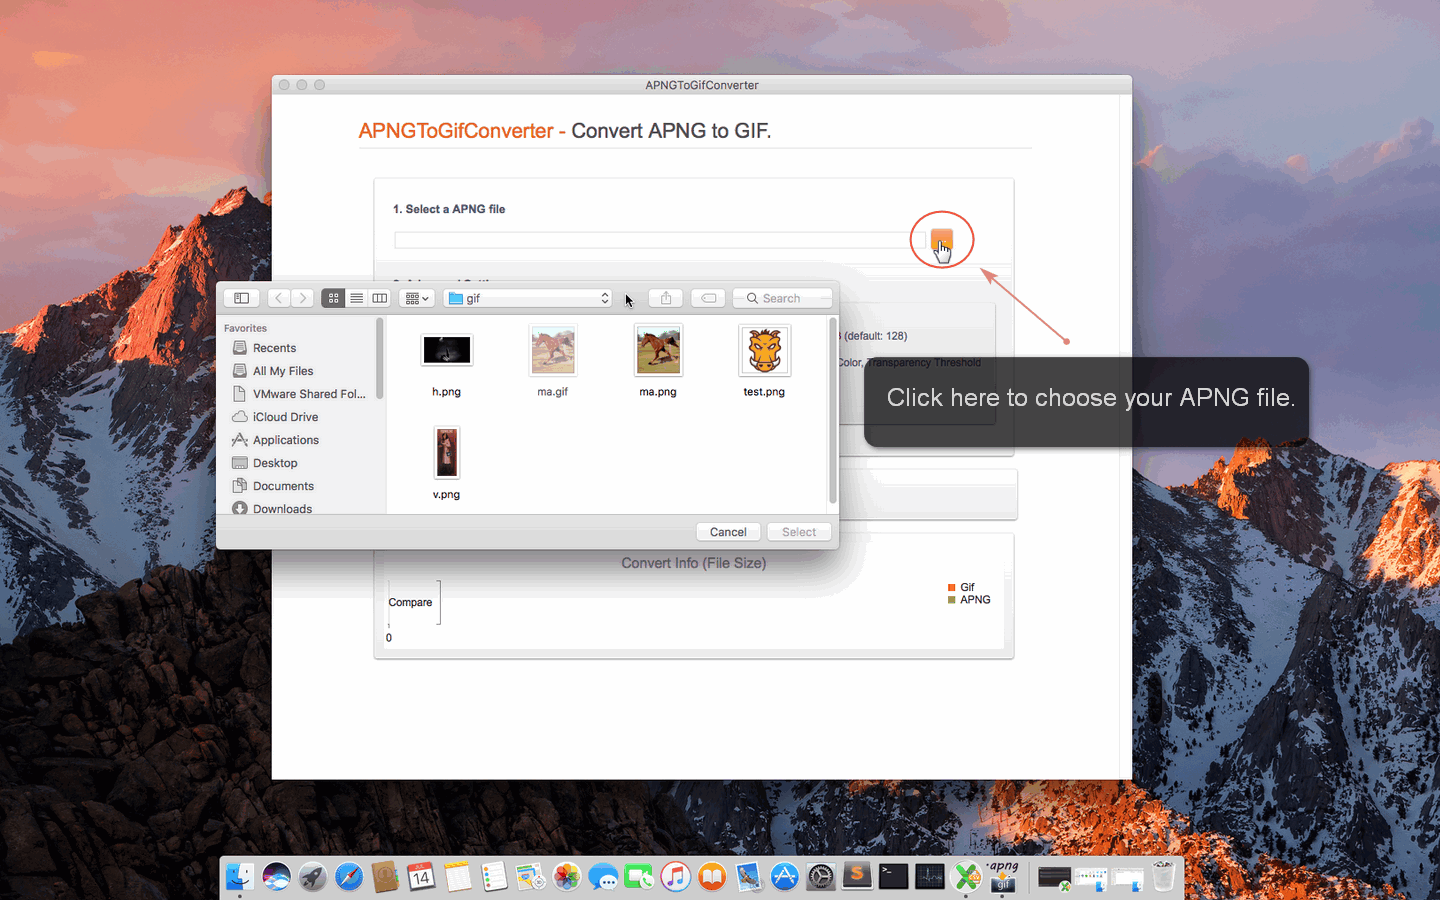 APNGToGifConverter
APNGToGifConverter - Convert APNG to GIF.
1. Select a APNG file
gif
Search
Favorites
Recents
All My Files
VMware Shared Fol...
iCloud Drive
Applications
Desktop
Documents
Downloads
h.png
ma.gif
ma.png
test.png
v.png
Cancel
Select
(default: 128)
Color, Transparency Threshold
Click here to choose your APNG file.
Convert Info (File Size)
Compare
0
Gif
APNG
JUL
14
apng
gif